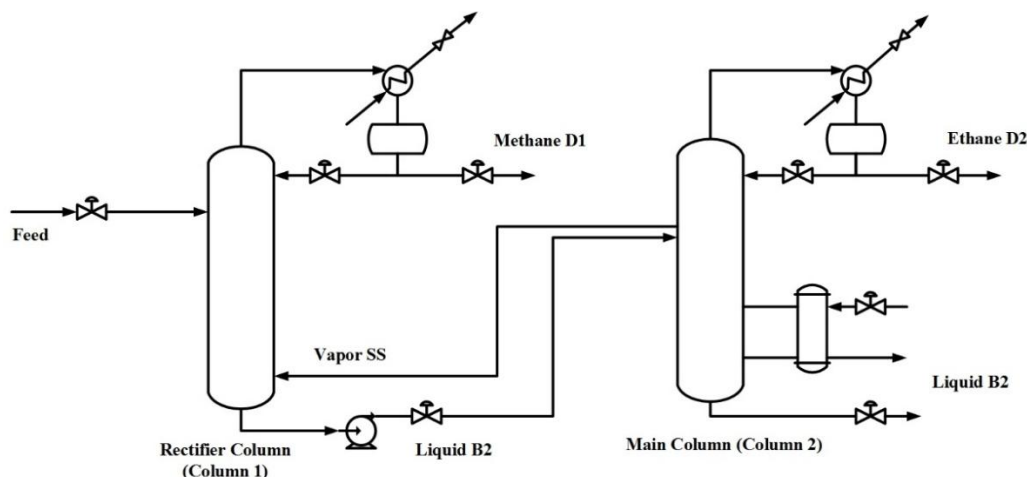 Methane D1
Ethane D2
Feed
Vapor SS
Liquid B2
Liquid B2
Rectifier Column
(Column 1)
Main Column (Column 2)